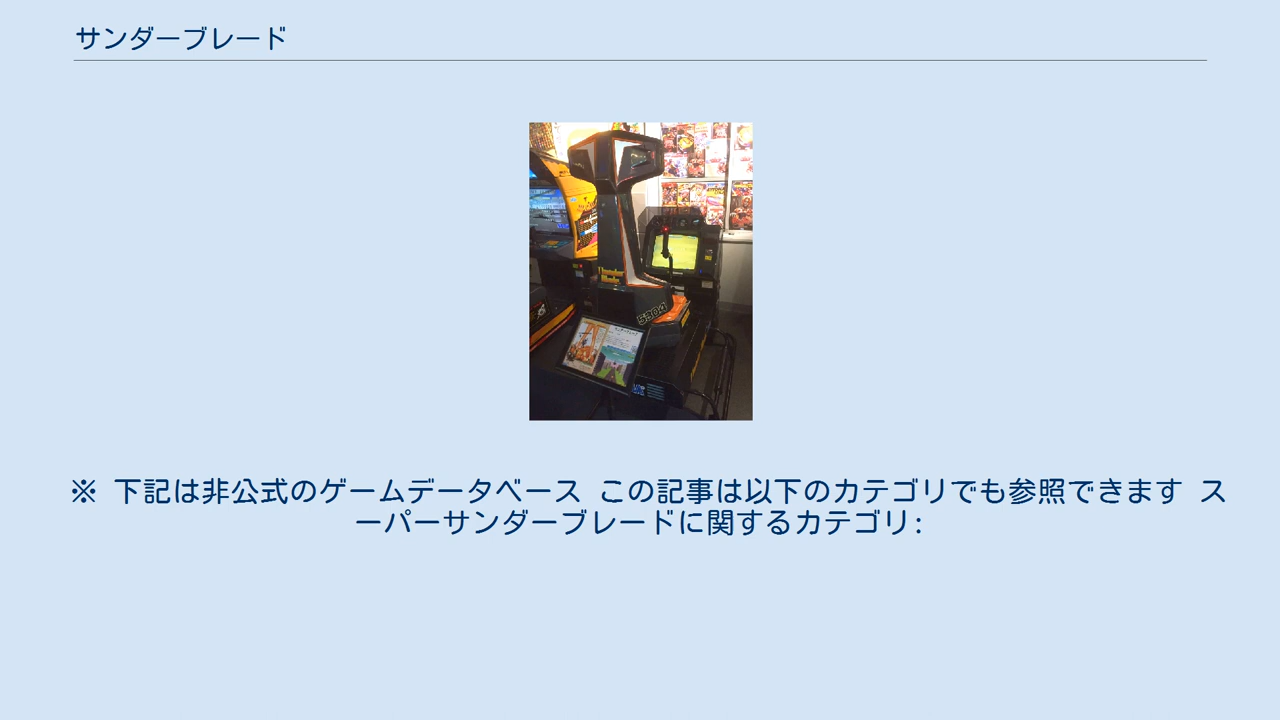 サンダーブレード
Thunder
Blade
S304
※ 下記は非公式のゲームデータベース この記事は以下のカテゴリでも参照できます ス
ーパーサンダーブレードに関するカテゴリ: